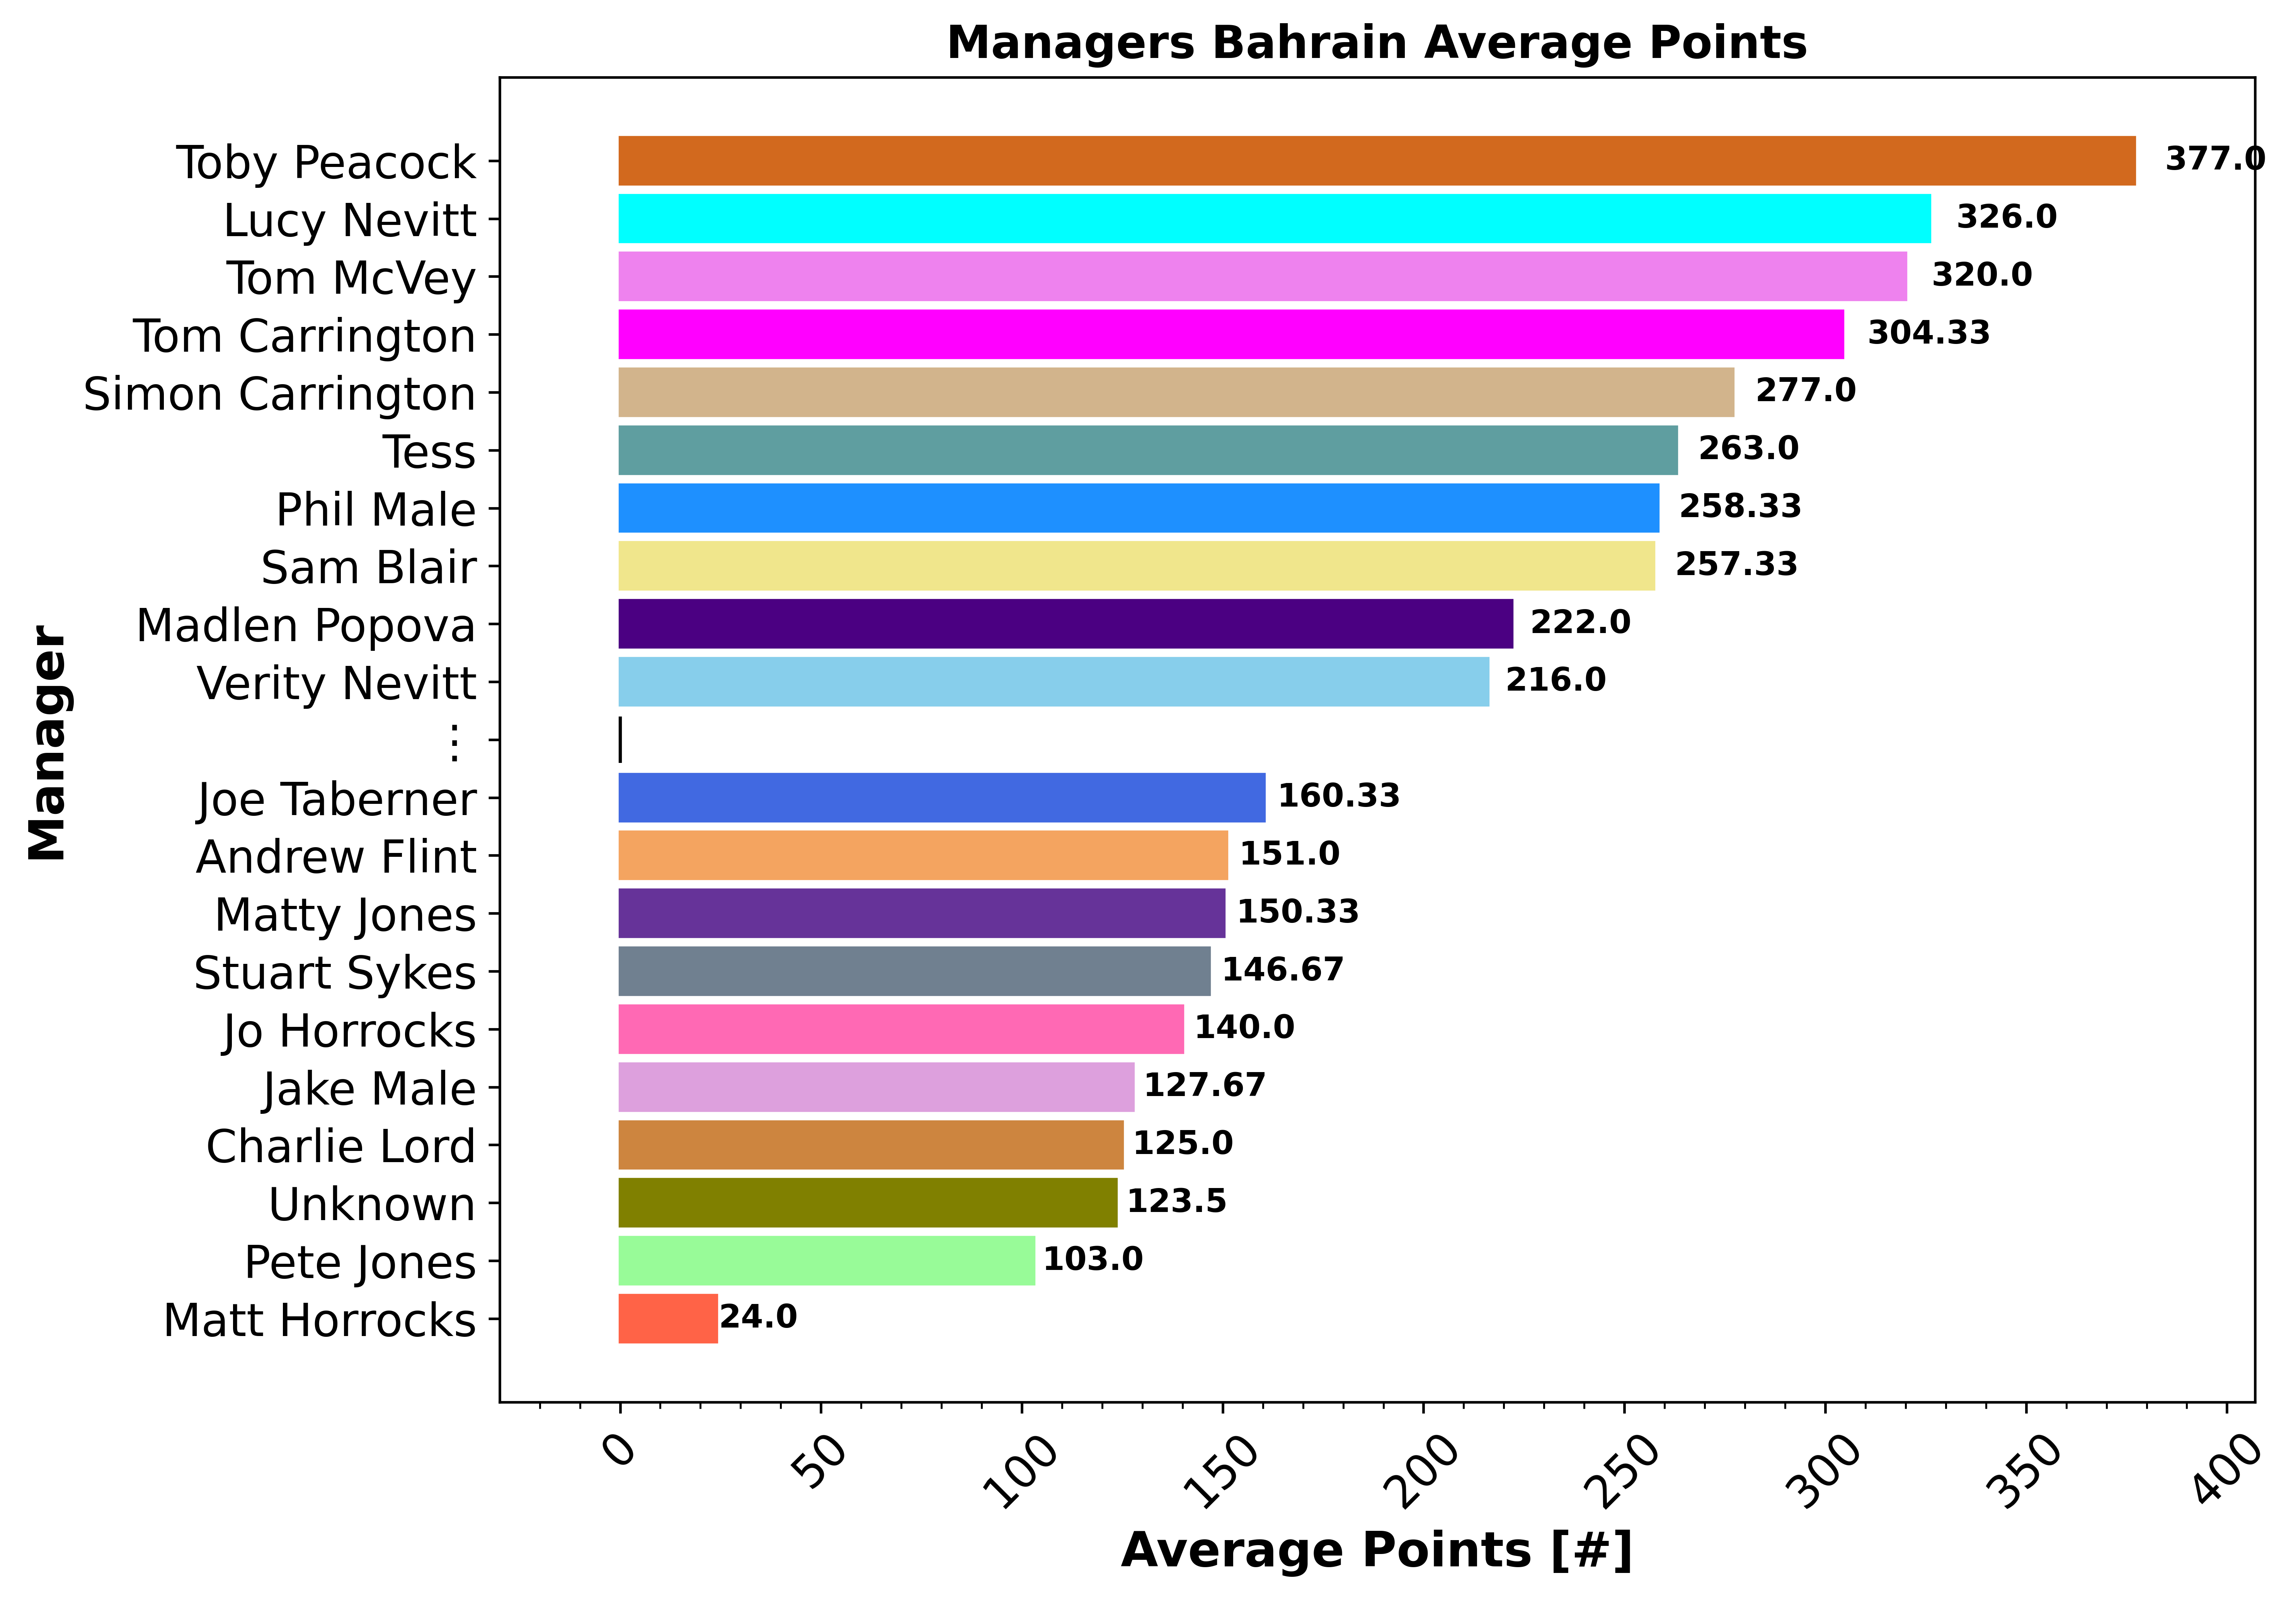 Managers Bahrain Average Points
Toby Peacock 377.0
Lucy Nevitt 326.0
Tom McVey 320.0
Tom Carrington 304.33
Simon Carrington 277.0
Tess 263.0
Phil Male 258.33
Sam Blair 257.33
Madlen Popova 222.0
Verity Nevitt 216.0
⋮
Joe Taberner 160.33
Andrew Flint 151.0
Matty Jones 150.33
Stuart Sykes 146.67
Jo Horrocks 140.0
Jake Male 127.67
Charlie Lord 125.0
Unknown 123.5
Pete Jones 103.0
Matt Horrocks 24.0
Manager
0 50 100 150 200 250 300 350 400
Average Points [#]